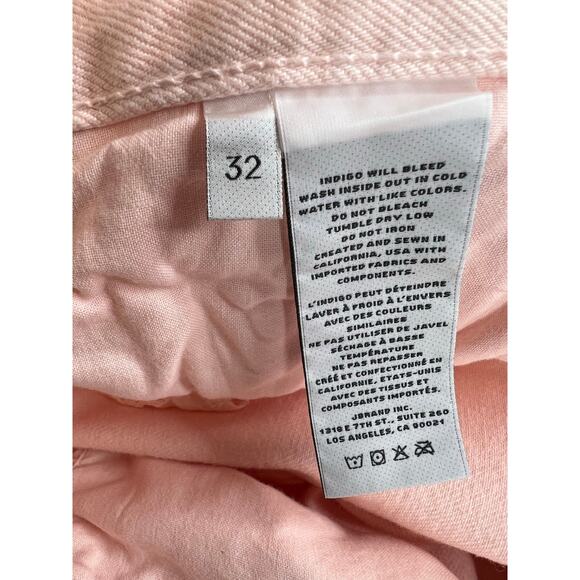 32
INDIGO WILL BLEED
WASH INSIDE OUT IN COLD
WATER WITH LIKE COLORS.
DO NOT BLEACH
TUMBLE DRY LOW
DO NOT IRON
CREATED AND SEWN IN
CALIFORNIA, USA WITH
IMPORTED FABRICS AND
COMPONENTS.
L'INDIGO PEUT DÉTEINDRE
LAVER À FROID À L'ENVERS
AVEC DES COULEURS
SIMILAIRES
NE PAS UTILISER DE JAVEL
SÉCHAGE À BASSE
TEMPÉRATURE
NE PAS REPASSER
CRÉÉ ET CONFECTIONNÉ EN
CALIFORNIE, ETATS-UNIS
AVEC DES TISSUS ET
COMPOSANTS IMPORTÉS.
JBRAND INC.
1318 E 7TH ST., SUITE 260
LOS ANGELES, CA 90021